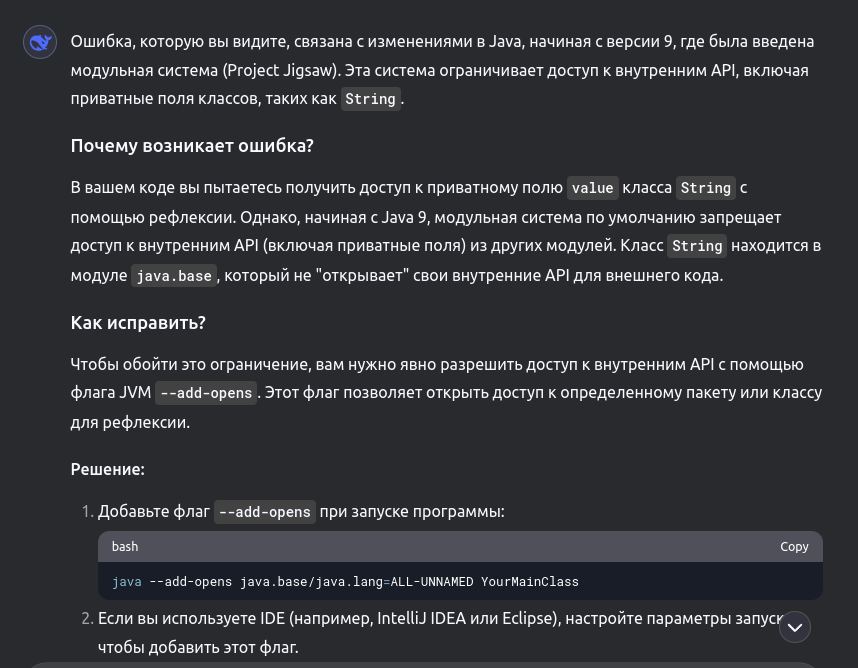 Ошибка, которую вы видите, связана с изменениями в Java, начиная с версии 9, где была введена
модульная система (Project Jigsaw). Эта система ограничивает доступ к внутренним API, включая
приватные поля классов, таких как String.
Почему возникает ошибка?
В вашем коде вы пытаетесь получить доступ к приватному полю value класса String с
помощью рефлексии. Однако, начиная с Java 9, модульная система по умолчанию запрещает
доступ к внутренним API (включая приватные поля) из других модулей. Класс String находится в
модуле java.base, который не "открывает" свои внутренние API для внешнего кода.
Как исправить?
Чтобы обойти это ограничение, вам нужно явно разрешить доступ к внутренним API с помощью
флага JVM --add-opens. Этот флаг позволяет открыть доступ к определенному пакету или классу
для рефлексии.
Решение:
1. Добавьте флаг --add-opens при запуске программы:
bash Copy
java --add-opens java.base/java.lang=ALL-UNNAMED YourMainClass
2. Если вы используете IDE (например, IntelliJ IDEA или Eclipse), настройте параметры запуск
чтобы добавить этот флаг.